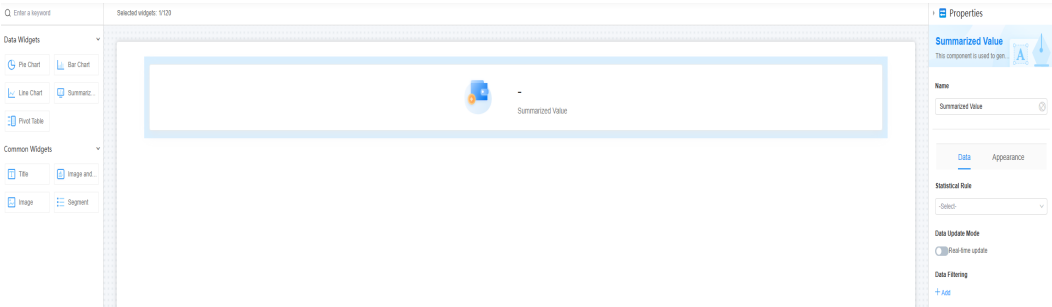 Enter a keyword
Selected widgets: 1/120
Data Widgets
Pie Chart
Bar Chart
Line Chart
Summariz...
Pivot Table
Common Widgets
Title
Image and...
Image
Segment
-
Summarized Value
Properties
Summarized Value
This component is used to gen...
A
Name
Summarized Value
Data
Appearance
Statistical Rule
-Select-
Data Update Mode
Real-time update
Data Filtering
+ Add